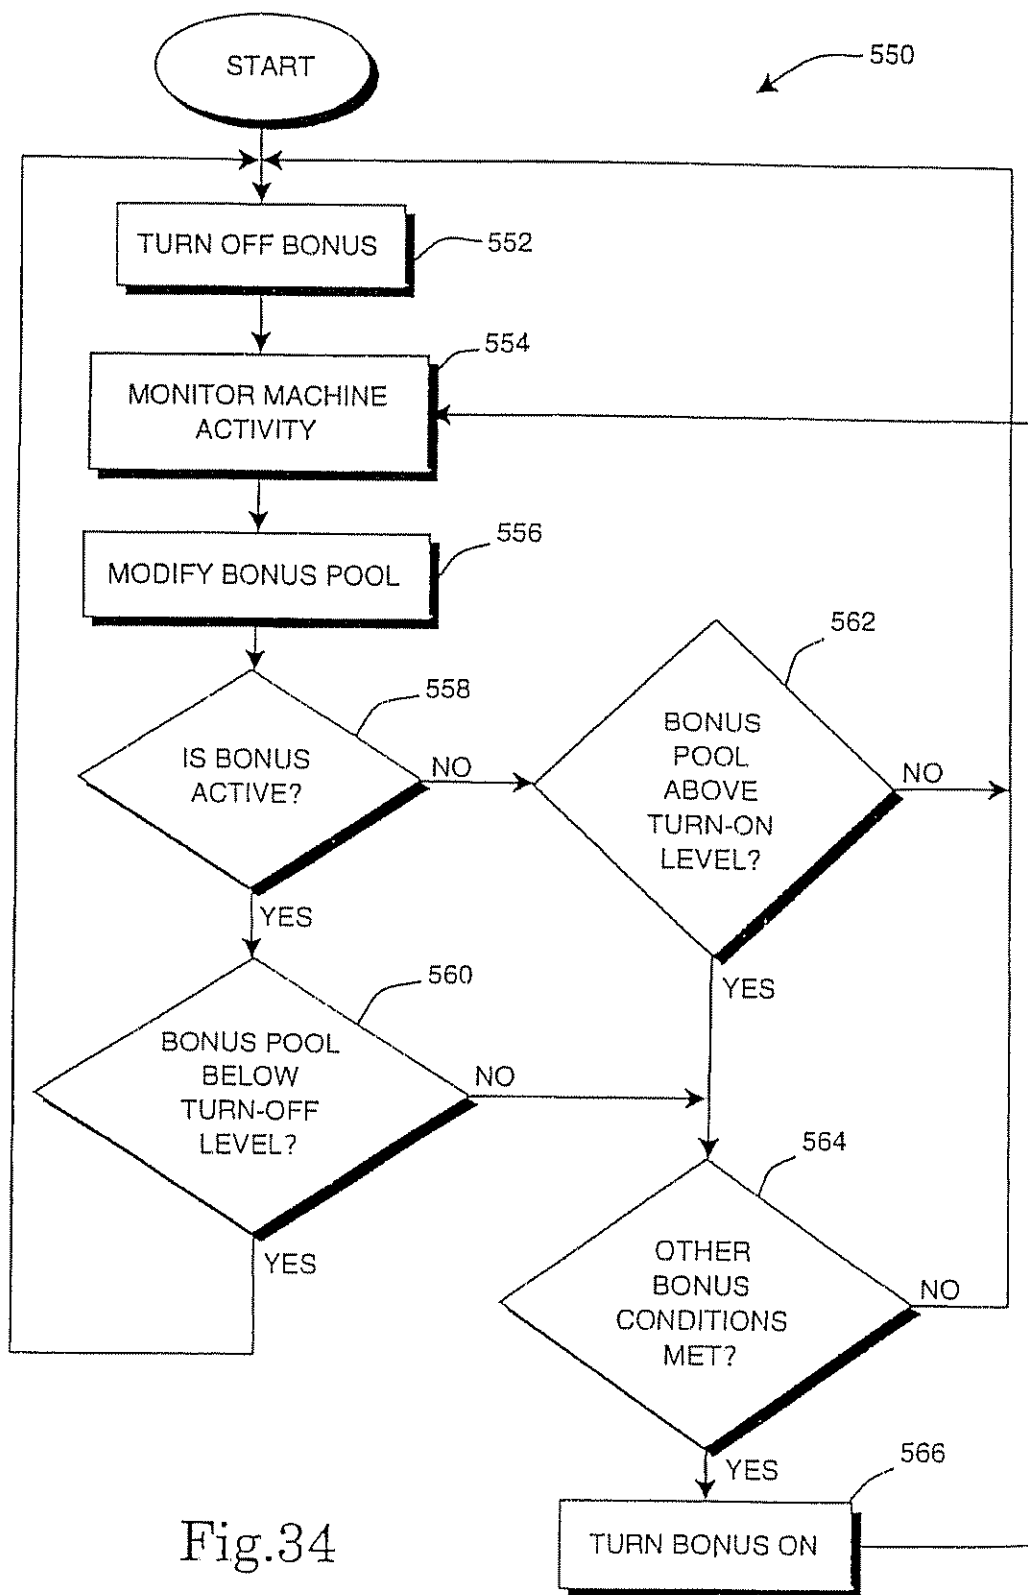 START
550
TURN OFF BONUS
552
554
MONITOR MACHINE
ACTIVITY
556
MODIFY BONUS POOL
558
IS BONUS
ACTIVE?
NO
YES
562
BONUS
POOL
ABOVE
TURN-ON
LEVEL?
NO
YES
560
BONUS POOL
BELOW
TURN-OFF
LEVEL?
NO
YES
564
OTHER
BONUS
CONDITIONS
MET?
NO
YES
566
TURN BONUS ON
Fig.34